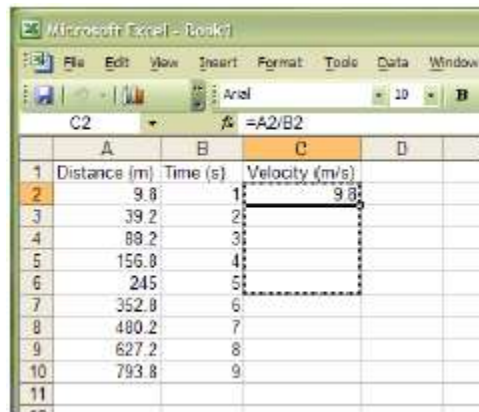 Microsoft Excel - Book1
File Edit View Insert Format Tools Data Window
Arial 10 B
C2 fx =A2/B2
A B C D
1 Distance (m) Time (s) Velocity (m/s)
2 9.8 1 9.8
3 39.2 2
4 88.2 3
5 156.8 4
6 245 5
7 352.8 6
8 480.2 7
9 627.2 8
10 793.8 9
11